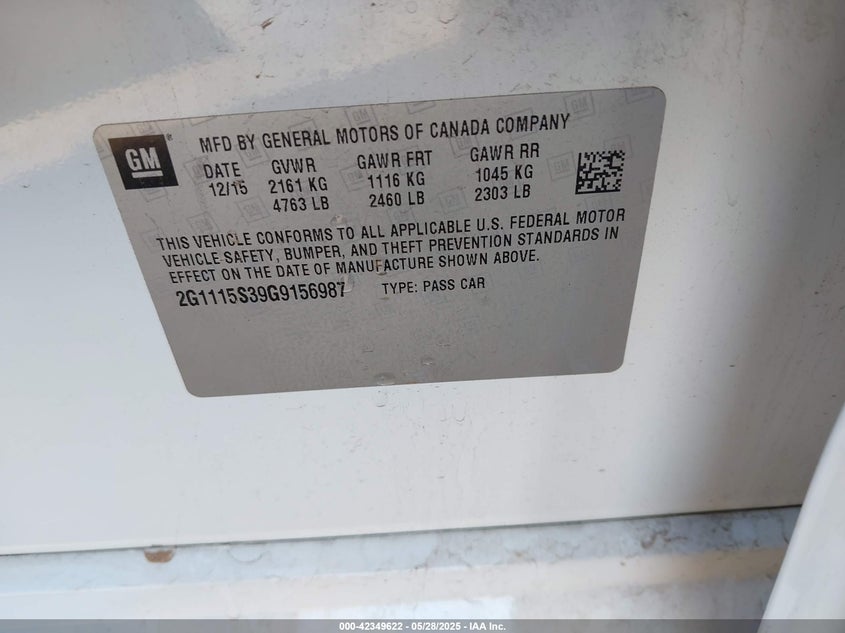 GM
®
MFD BY GENERAL MOTORS OF CANADA COMPANY
DATE GVWR GAWR FRT GAWR RR
12/15 2161 KG 1116 KG 1045 KG
4763 LB 2460 LB 2303 LB
THIS VEHICLE CONFORMS TO ALL APPLICABLE U.S. FEDERAL MOTOR
VEHICLE SAFETY, BUMPER, AND THEFT PREVENTION STANDARDS IN
EFFECT ON THE DATE OF MANUFACTURE SHOWN ABOVE.
2G1115S39G9156987 TYPE: PASS CAR
000-42349622 — 05/28/2025 — IAA Inc.